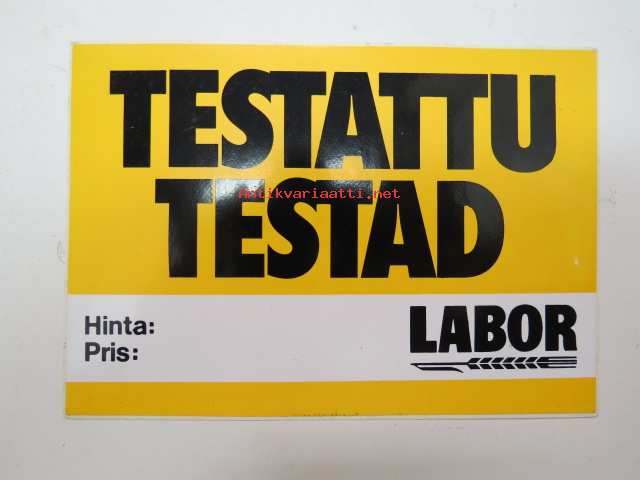 TESTATTU
Antikvariaatti.net
TESTAD
Hinta:
Pris:
LABOR